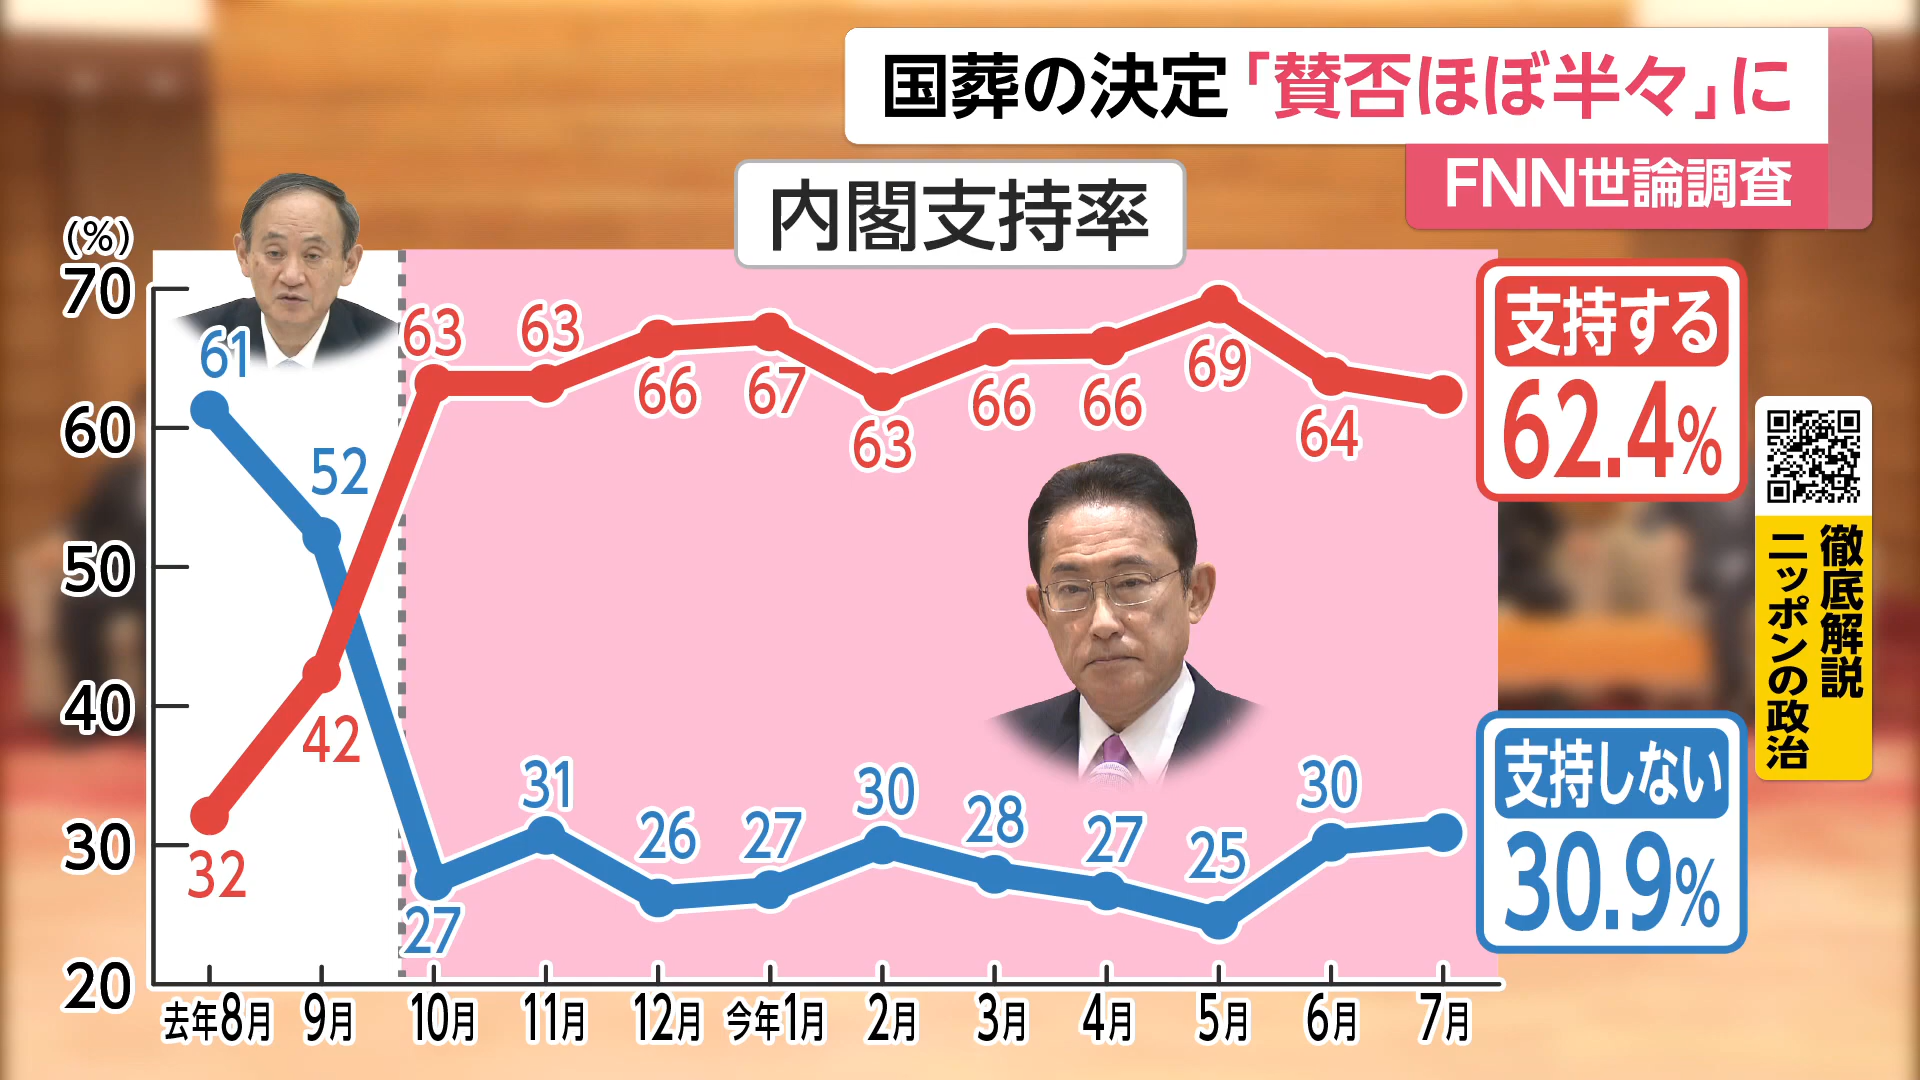 国葬の決定「賛否ほぼ半々」に
FNN世論調査
内閣支持率
(%)
70
60
50
40
30
20
61
52
27
31
26
27
30
28
27
25
30
32
42
63
63
66
67
63
66
66
69
64
支持する
62.4%
支持しない
30.9%
去年8月
9月
10月
11月
12月
今年1月
2月
3月
4月
5月
6月
7月
徹底解説
ニッポンの政治